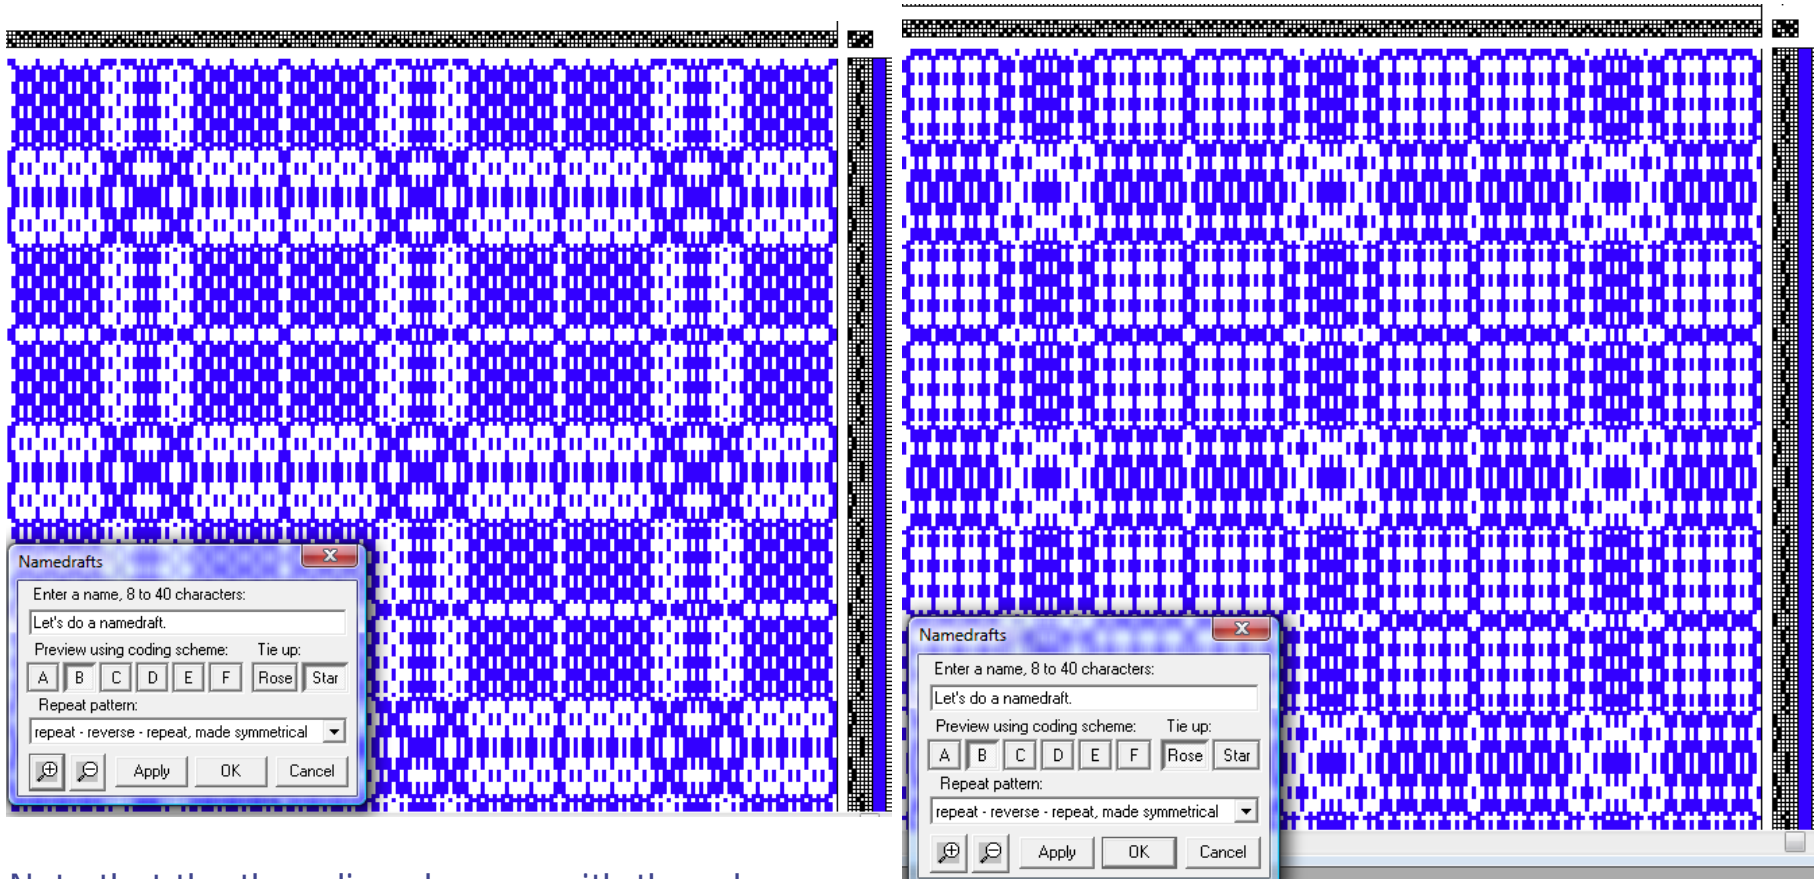 Namedrafts
Enter a name, 8 to 40 characters:
Let's do a namedraft.
Preview using coding scheme: Tie up:
A B C D E F Rose Star
Repeat pattern:
repeat - reverse - repeat, made symmetrical
Apply OK Cancel
Namedrafts
Enter a name, 8 to 40 characters:
Let's do a namedraft.
Preview using coding scheme: Tie up:
A B C D E F Rose Star
Repeat pattern:
repeat - reverse - repeat, made symmetrical
Apply OK Cancel